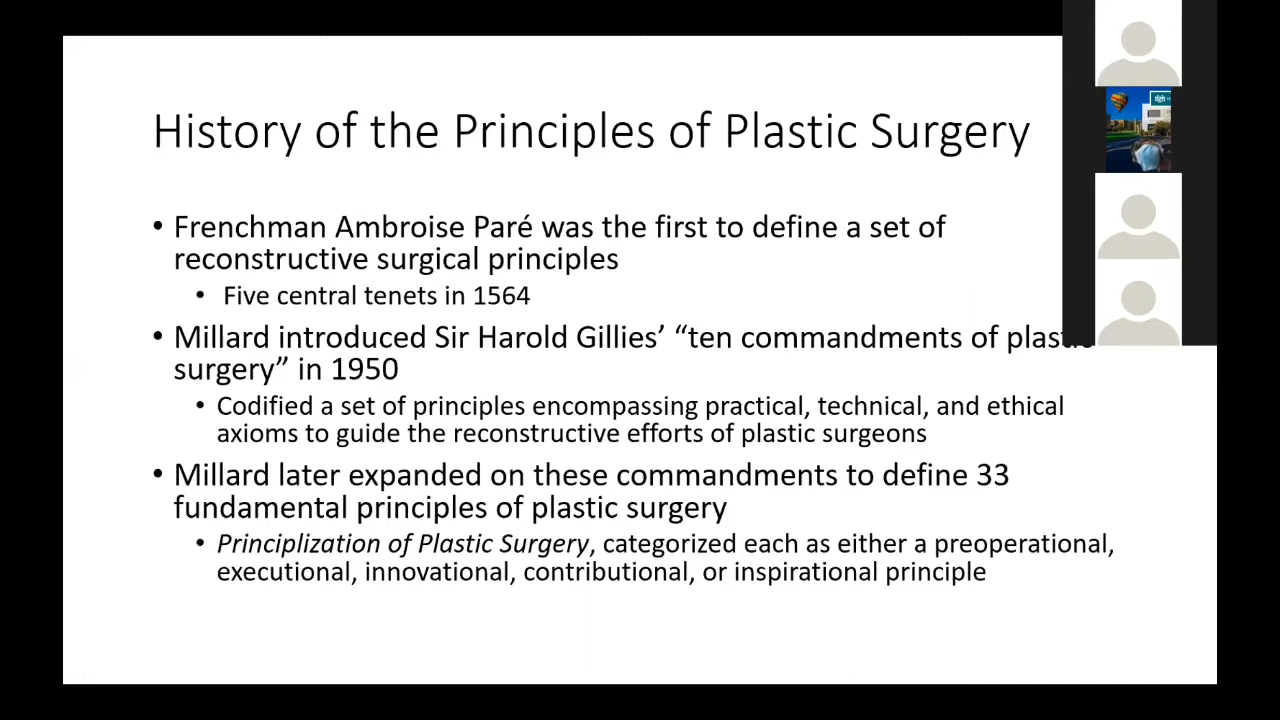 History of the Principles of Plastic Surgery
• Frenchman Ambroise Paré was the first to define a set of
reconstructive surgical principles
• Five central tenets in 1564
• Millard introduced Sir Harold Gillies’ “ten commandments of plastic
surgery” in 1950
• Codified a set of principles encompassing practical, technical, and ethical
axioms to guide the reconstructive efforts of plastic surgeons
• Millard later expanded on these commandments to define 33
fundamental principles of plastic surgery
• Principlization of Plastic Surgery, categorized each as either a preoperational,
executional, innovational, contributional, or inspirational principle